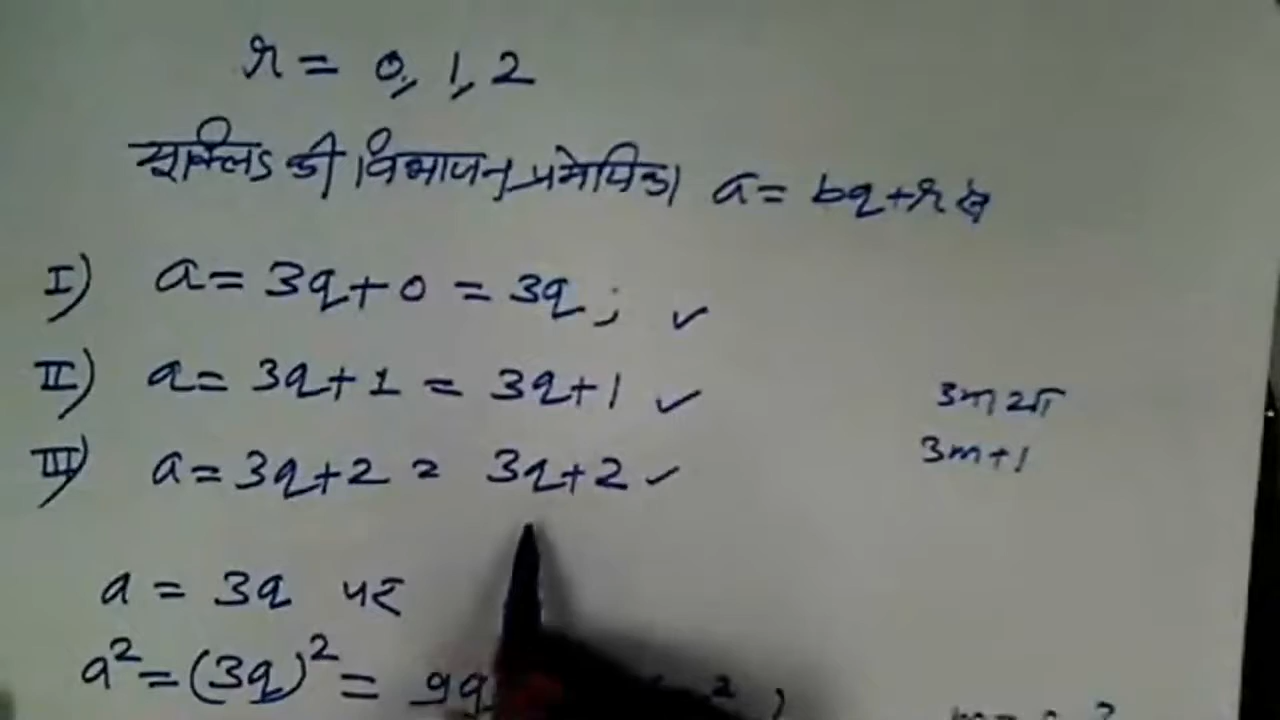 r = 0, 1, 2
यूक्लिड की विभाजन प्रमेयिका a = bq+r
I) a = 3q+0 = 3q ; ✓
II) a = 3q+1 = 3q+1 ✓
3m या
3m+1
III) a = 3q+2 = 3q+2 ✓
a = 3q पर
a² = (3q)² = 9q